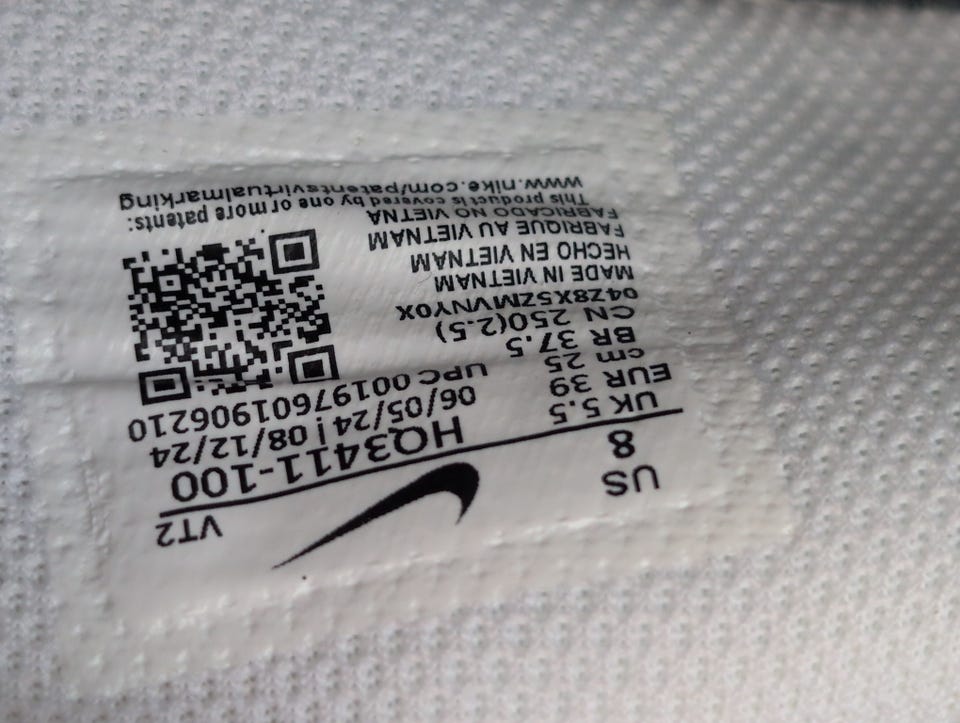 US
8
VT2
UK 5.5
EUR 39
cm 25
BR 37.5
CN 250(2.5)
HQ3411-100
06/05/24 | 08/12/24
UPC 00197601906210
04Z8X5ZMVNY0X
MADE IN VIETNAM
HECHO EN VIETNAM
FABRIQUE AU VIETNAM
FABRICADO NO VIETNA
This product is covered by one or more patents:
www.nike.com/patentsvirtualmarking